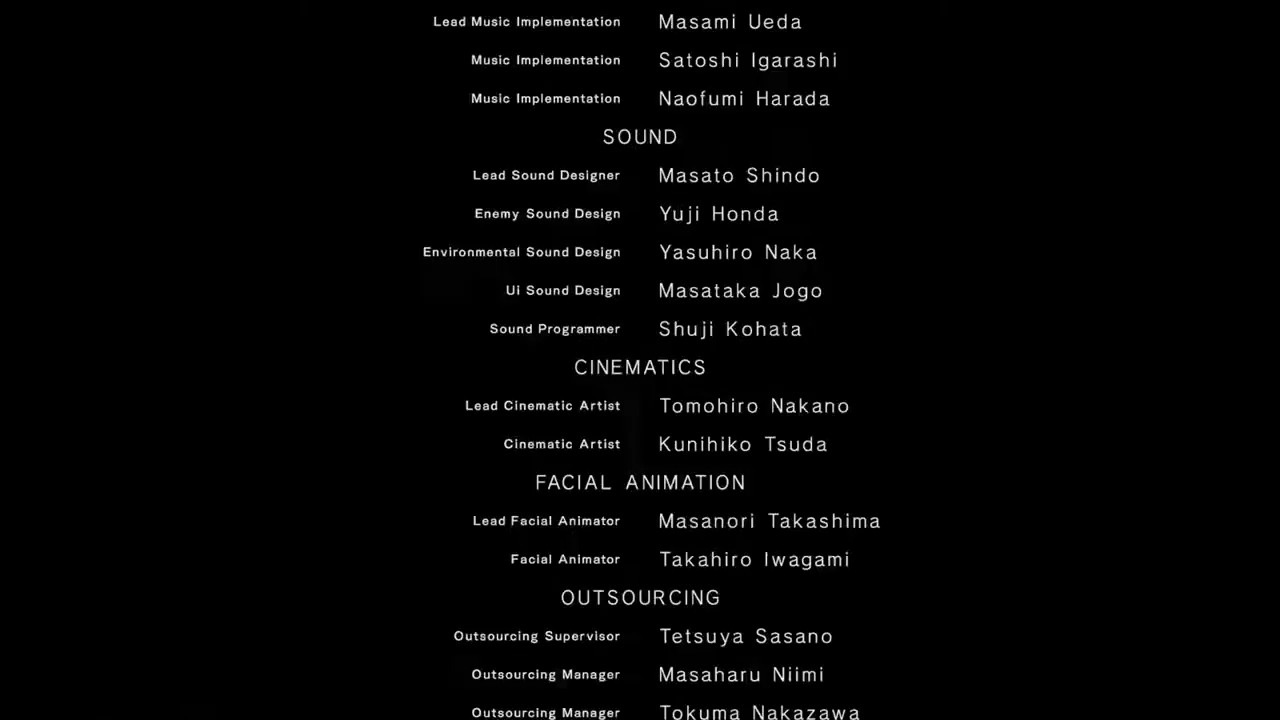 Lead Music Implementation Masami Ueda
Music Implementation Satoshi Igarashi
Music Implementation Naofumi Harada
SOUND
Lead Sound Designer Masato Shindo
Enemy Sound Design Yuji Honda
Environmental Sound Design Yasuhiro Naka
Ui Sound Design Masataka Jogo
Sound Programmer Shuji Kohata
CINEMATICS
Lead Cinematic Artist Tomohiro Nakano
Cinematic Artist Kunihiko Tsuda
FACIAL ANIMATION
Lead Facial Animator Masanori Takashima
Facial Animator Takahiro Iwagami
OUTSOURCING
Outsourcing Supervisor Tetsuya Sasano
Outsourcing Manager Masaharu Niimi
Outsourcing Manager Tokuma Nakazawa